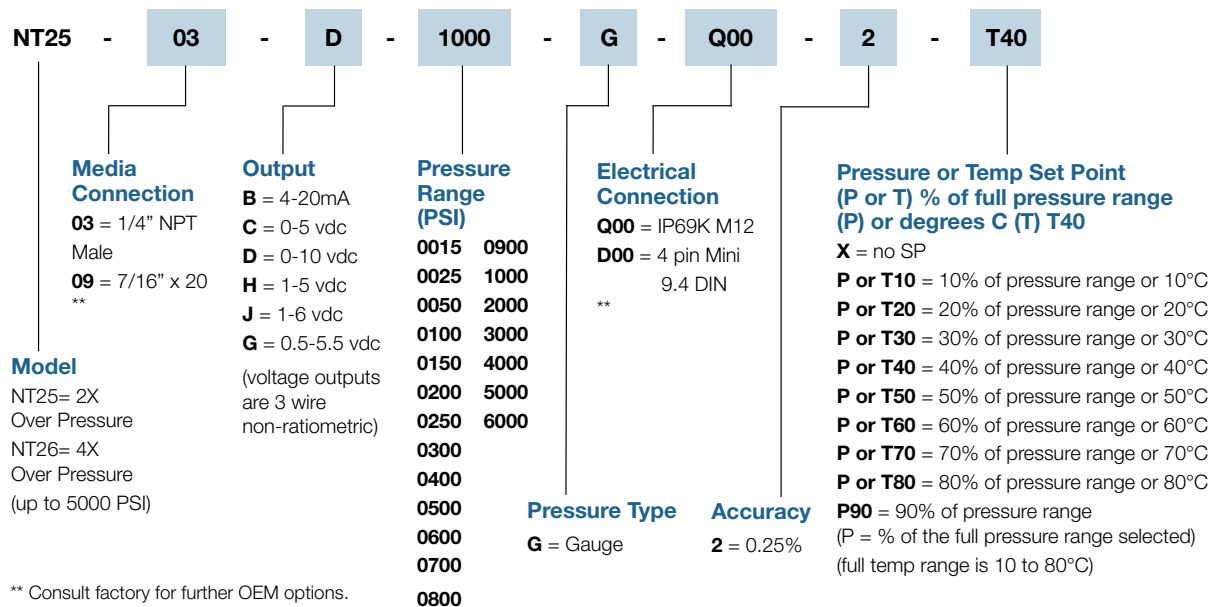 NT25 - 03 - D - 1000 - G - Q00 - 2 - T40
Media
Connection
03 = 1/4” NPT
Male
09 = 7/16” x 20
**
Model
NT25= 2X
Over Pressure
NT26= 4X
Over Pressure
(up to 5000 PSI)
Output
B = 4-20mA
C = 0-5 vdc
D = 0-10 vdc
H = 1-5 vdc
J = 1-6 vdc
G = 0.5-5.5 vdc
(voltage outputs
are 3 wire
non-ratiometric)
Pressure
Range
(PSI)
0015 0900
0025 1000
0050 2000
0100 3000
0150 4000
0200 5000
0250 6000
0300
0400
0500
0600
0700
0800
Pressure Type
G = Gauge
Electrical
Connection
Q00 = IP69K M12
D00 = 4 pin Mini
9.4 DIN
**
Accuracy
2 = 0.25%
Pressure or Temp Set Point
(P or T) % of full pressure range
(P) or degrees C (T) T40
X = no SP
P or T10 = 10% of pressure range or 10°C
P or T20 = 20% of pressure range or 20°C
P or T30 = 30% of pressure range or 30°C
P or T40 = 40% of pressure range or 40°C
P or T50 = 50% of pressure range or 50°C
P or T60 = 60% of pressure range or 60°C
P or T70 = 70% of pressure range or 70°C
P or T80 = 80% of pressure range or 80°C
P90 = 90% of pressure range
(P = % of the full pressure range selected)
(full temp range is 10 to 80°C)
** Consult factory for further OEM options.